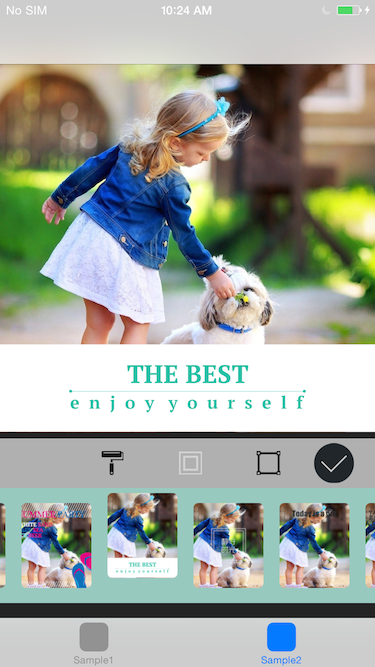 No SIM 10:24 AM
THE BEST
enjoy yourself
THE BEST
enjoy yourself
Today is a
Sample1 Sample2